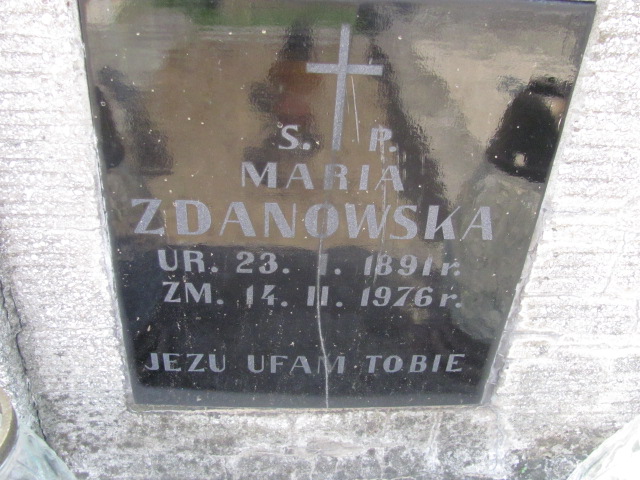 S. P.
MARIA
ZDANOWSKA
UR. 23. I. 1891 r.
ZM. 14. II. 1976 r.
JEZU UFAM TOBIE